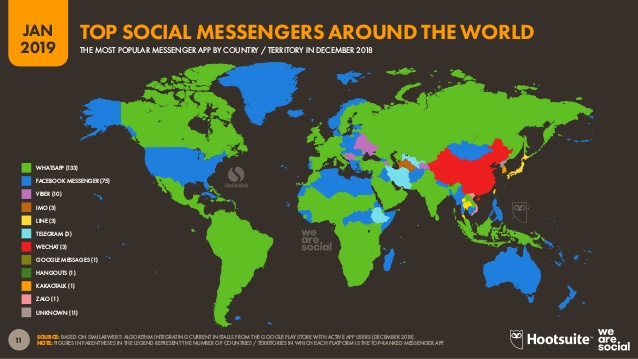 JAN
2019
TOP SOCIAL MESSENGERS AROUND THE WORLD
THE MOST POPULAR MESSENGER APP BY COUNTRY / TERRITORY IN DECEMBER 2018
SimilarWeb
WHATSAPP (133)
FACEBOOK MESSENGER (75)
VIBER (10)
IMO (3)
LINE (3)
TELEGRAM (3)
WECHAT (3)
GOOGLE MESSAGES (1)
HANGOUTS (1)
KAKAOTALK (1)
ZALO (1)
UNKNOWN (11)
we
are
social
11
SOURCE: BASED ON SIMILARWEB'S ALGORITHM INTEGRATING CURRENT INSTALLS FROM THE GOOGLE PLAY STORE WITH ACTIVE APP USERS (DECEMBER 2018).
NOTE: FIGURES IN PARENTHESES IN THE LEGEND REPRESENT THE NUMBER OF COUNTRIES / TERRITORIES IN WHICH EACH PLATFORM IS THE TOP-RANKED MESSENGER APP.
Hootsuite™
we
are
social